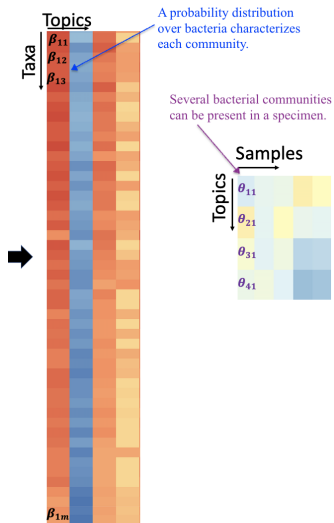 Topics
A probability distribution
over bacteria characterizes
each community.
Taxa
β₁₁
β₁₂
β₁₃
Several bacterial communities
can be present in a specimen.
Samples
Topics
θ₁₁
θ₂₁
θ₃₁
θ₄₁
β₁ₘ